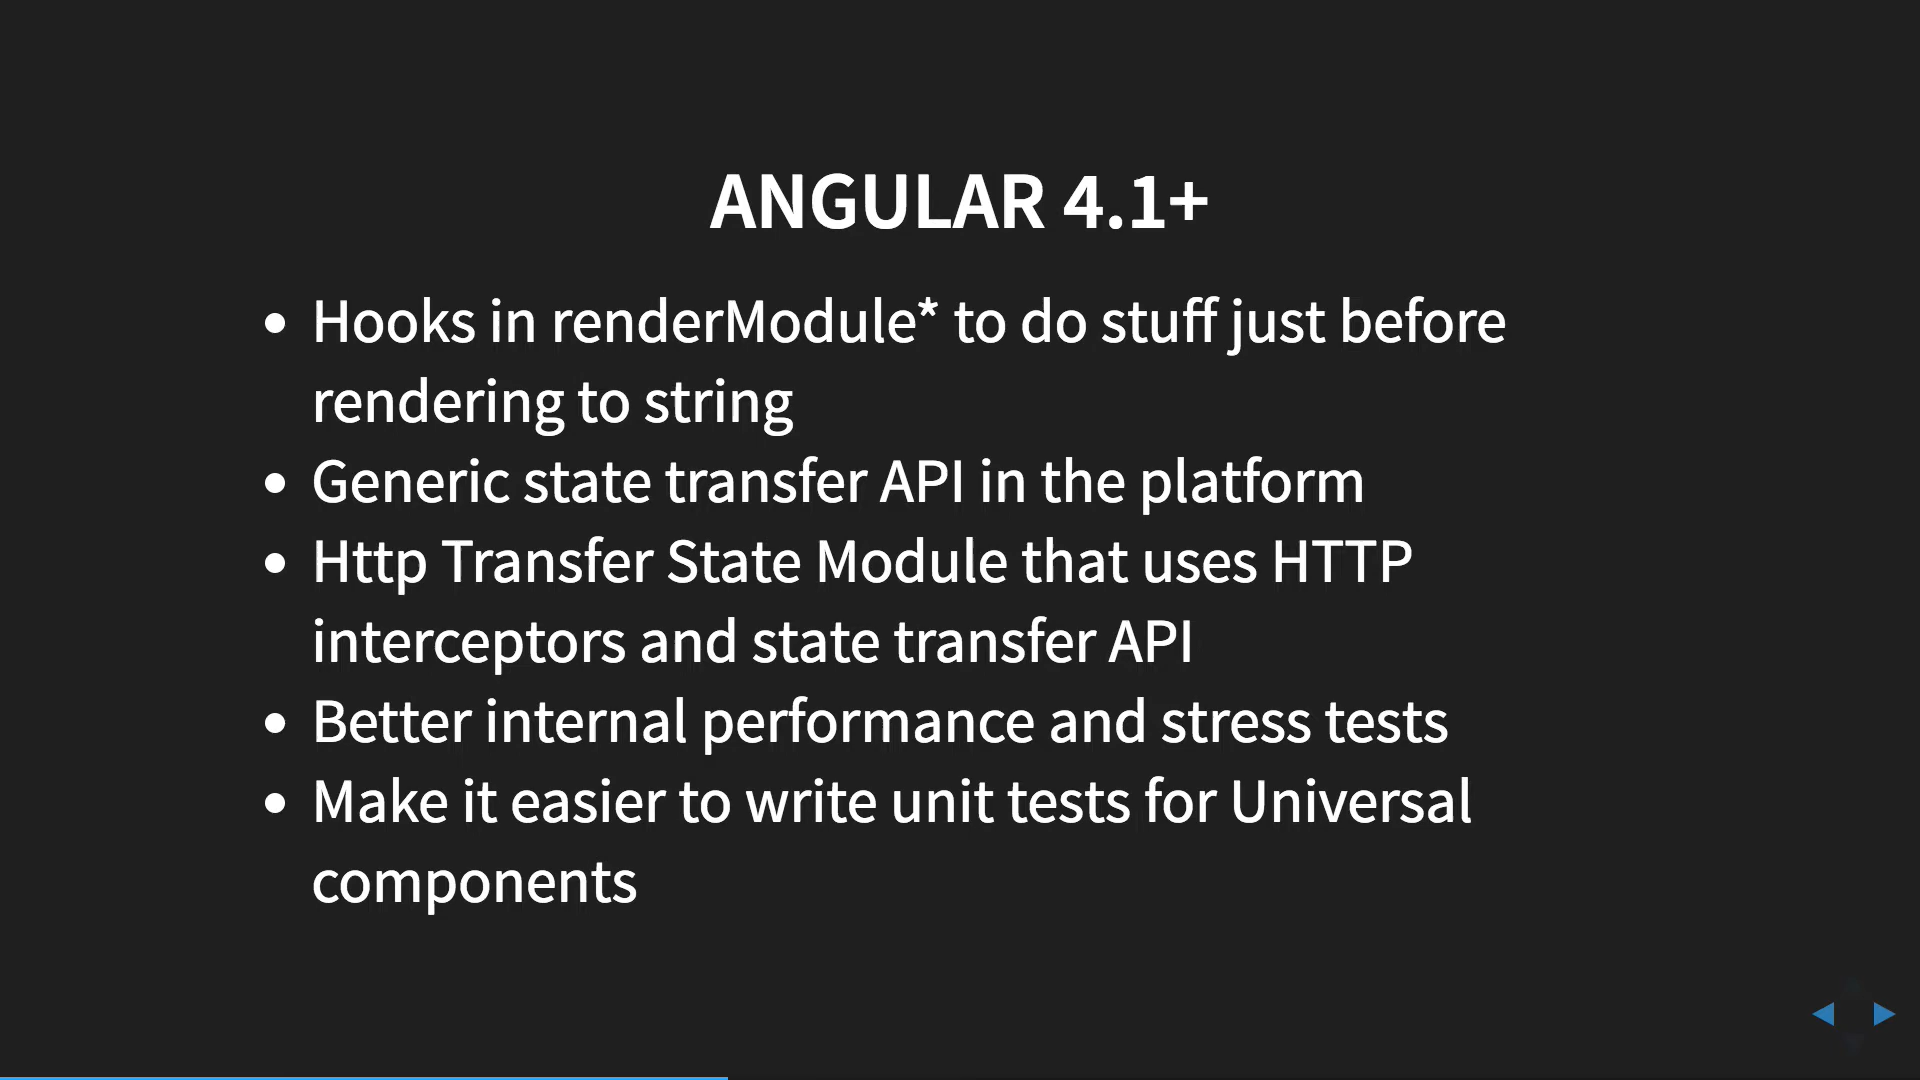 ANGULAR 4.1+
• Hooks in renderModule* to do stuff just before
rendering to string
• Generic state transfer API in the platform
• Http Transfer State Module that uses HTTP
interceptors and state transfer API
• Better internal performance and stress tests
• Make it easier to write unit tests for Universal
components